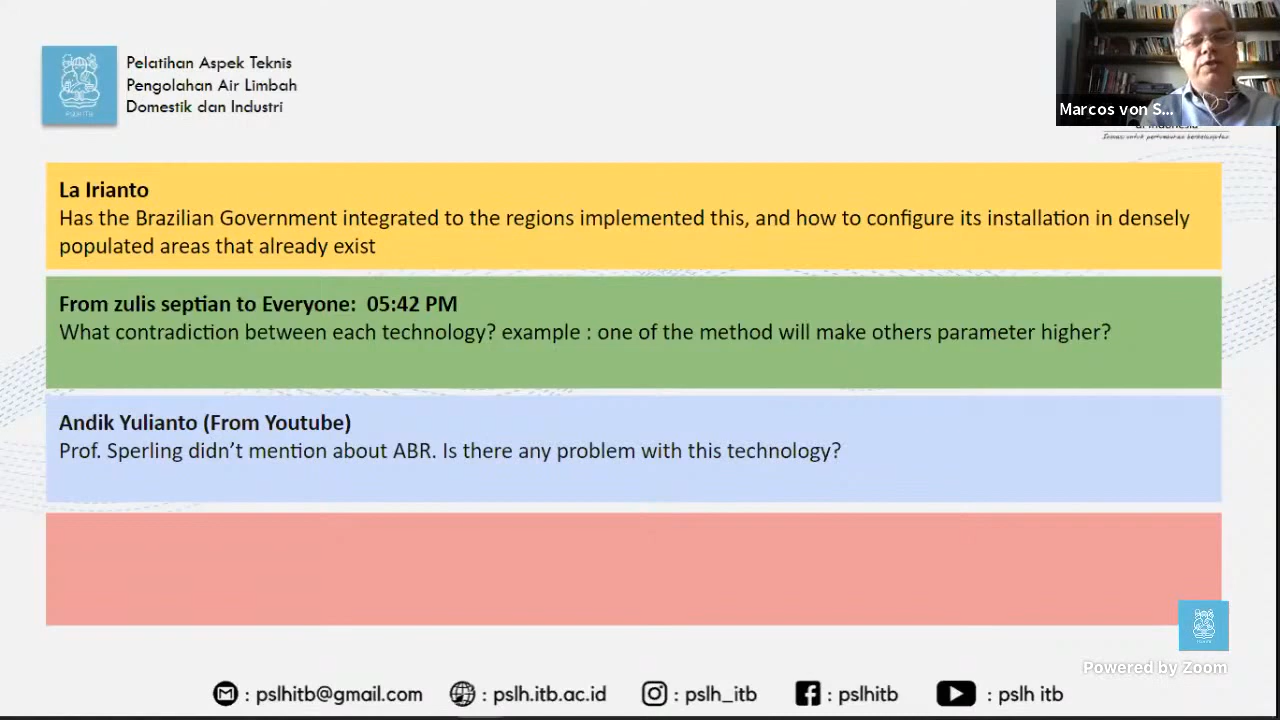 Pelatihan Aspek Teknis
Pengolahan Air Limbah
Domestik dan Industri
PSLH ITB
Marcos von S...
di Indonesia
La Irianto
Has the Brazilian Government integrated to the regions implemented this, and how to configure its installation in densely
populated areas that already exist
From zulis septian to Everyone: 05:42 PM
What contradiction between each technology? example : one of the method will make others parameter higher?
Andik Yulianto (From Youtube)
Prof. Sperling didn’t mention about ABR. Is there any problem with this technology?
Powered by Zoom
: pslhitb@gmail.com
: pslh.itb.ac.id
: pslh_itb
: pslhitb
: pslh itb